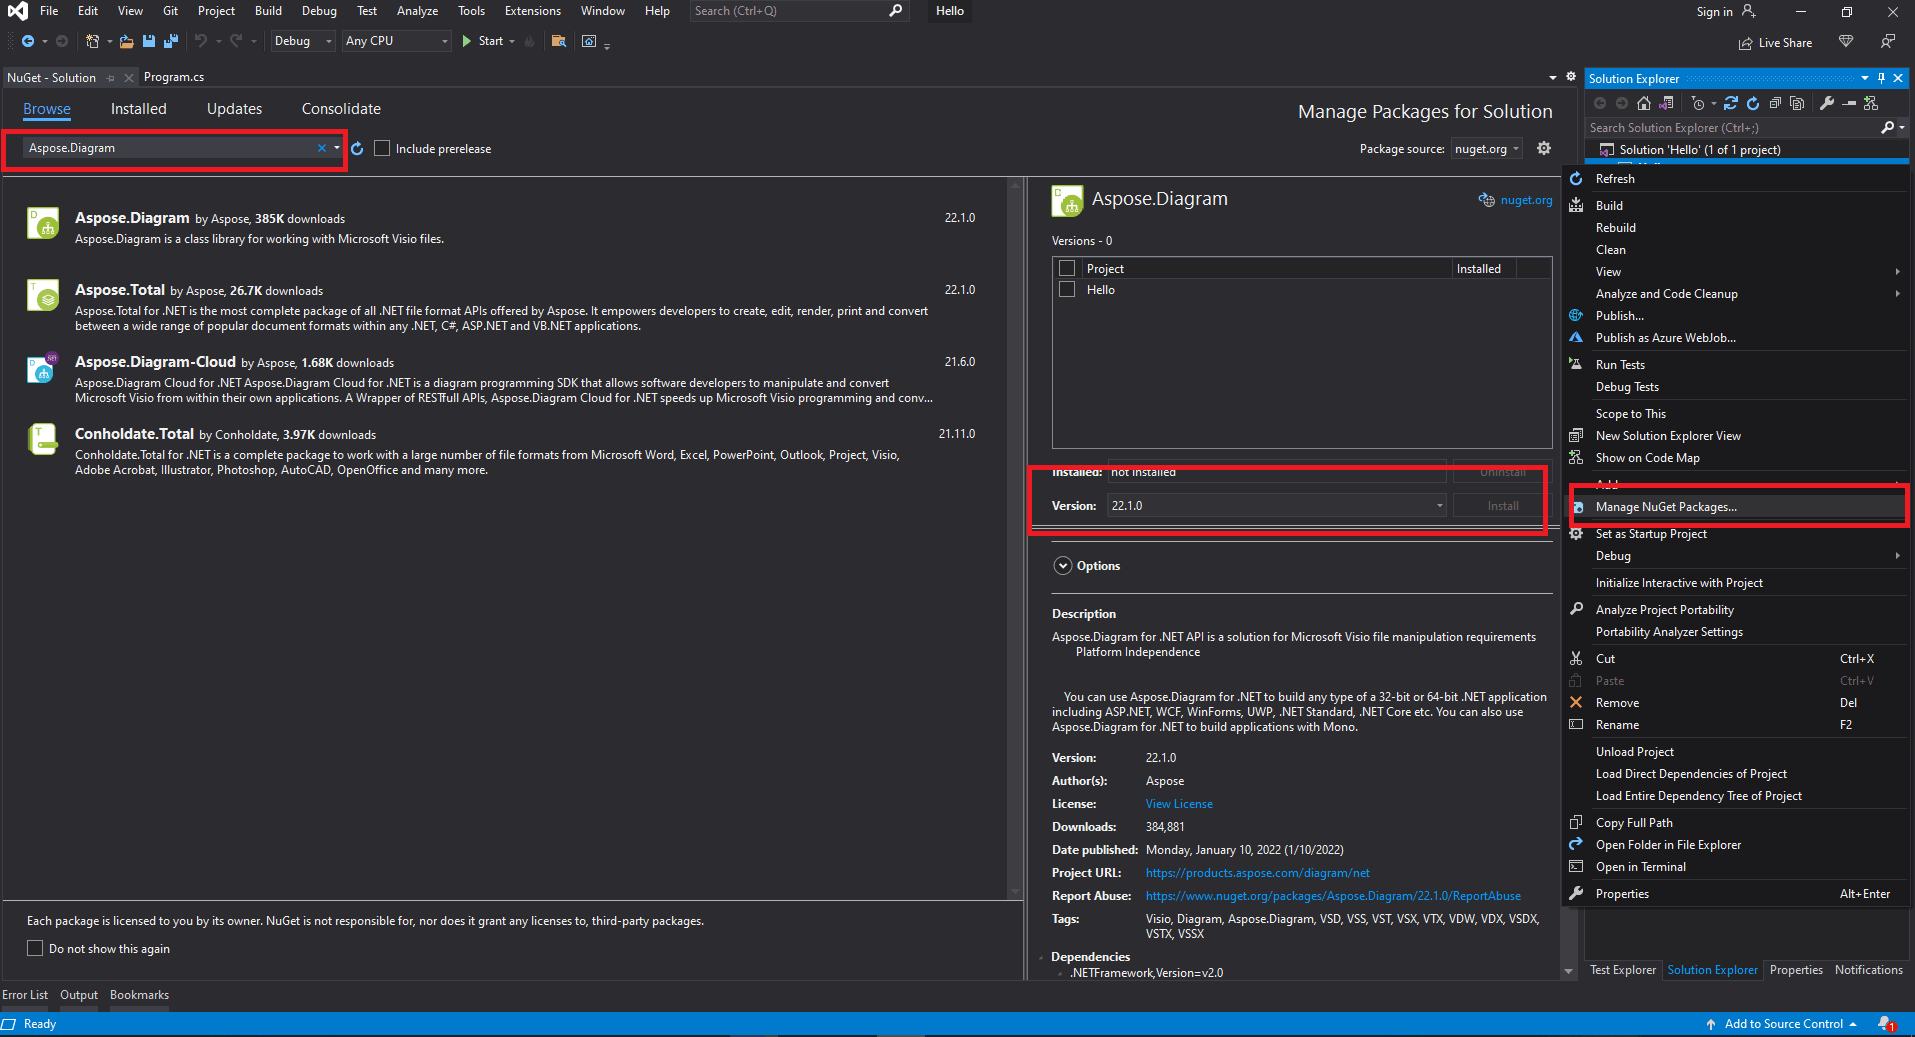 File Edit View Git Project Build Debug Test Analyze Tools Extensions Window Help Search (Ctrl+Q) Hello Sign in
Debug Any CPU Start Live Share
NuGet - Solution Program.cs
Browse Installed Updates Consolidate
Manage Packages for Solution
Aspose.Diagram Include prerelease
Package source: nuget.org
Aspose.Diagram by Aspose, 385K downloads 22.1.0
Aspose.Diagram is a class library for working with Microsoft Visio files.
Aspose.Total by Aspose, 26.7K downloads 22.1.0
Aspose.Total for .NET is the most complete package of all .NET file format APIs offered by Aspose. It empowers developers to create, edit, render, print and convert
between a wide range of popular document formats within any .NET, C#, ASP.NET and VB.NET applications.
Aspose.Diagram-Cloud by Aspose, 1.68K downloads 21.6.0
Aspose.Diagram Cloud for .NET Aspose.Diagram Cloud for .NET is a diagram programming SDK that allows software developers to manipulate and convert
Microsoft Visio from within their own applications. A Wrapper of RESTfull APIs, Aspose.Diagram Cloud for .NET speeds up Microsoft Visio programming and conv...
Conholdate.Total by Conholdate, 3.97K downloads 21.11.0
Conholdate.Total for .NET is a complete package to work with a large number of file formats from Microsoft Word, Excel, PowerPoint, Outlook, Project, Visio,
Adobe Acrobat, Illustrator, Photoshop, AutoCAD, OpenOffice and many more.
Each package is licensed to you by its owner. NuGet is not responsible for, nor does it grant any licenses to, third-party packages.
Do not show this again
Aspose.Diagram nuget.org
Versions - 0
Project Installed
Hello
Installed: not installed Uninstall
Version: 22.1.0 Install
Options
Description
Aspose.Diagram for .NET API is a solution for Microsoft Visio file manipulation requirements
Platform Independence
You can use Aspose.Diagram for .NET to build any type of a 32-bit or 64-bit .NET application
including ASP.NET, WCF, WinForms, UWP, .NET Standard, .NET Core etc. You can also use
Aspose.Diagram for .NET to build applications with Mono.
Version: 22.1.0
Author(s): Aspose
License: View License
Downloads: 384,881
Date published: Monday, January 10, 2022 (1/10/2022)
Project URL: https://products.aspose.com/diagram/net
Report Abuse: https://www.nuget.org/packages/Aspose.Diagram/22.1.0/ReportAbuse
Tags: Visio, Diagram, Aspose.Diagram, VSD, VSS, VST, VSX, VTX, VDW, VDX, VSDX,
VSTX, VSSX
Dependencies
.NETFramework,Version=v2.0
Solution Explorer
Search Solution Explorer (Ctrl+;)
Solution 'Hello' (1 of 1 project)
Refresh
Build
Rebuild
Clean
View
Analyze and Code Cleanup
Publish...
Publish as Azure WebJob...
Run Tests
Debug Tests
Scope to This
New Solution Explorer View
Show on Code Map
Add
Manage NuGet Packages...
Set as Startup Project
Debug
Initialize Interactive with Project
Analyze Project Portability
Portability Analyzer Settings
Cut Ctrl+X
Paste Ctrl+V
Remove Del
Rename F2
Unload Project
Load Direct Dependencies of Project
Load Entire Dependency Tree of Project
Copy Full Path
Open Folder in File Explorer
Open in Terminal
Properties Alt+Enter
Test Explorer Solution Explorer Properties Notifications
Error List Output Bookmarks
Ready Add to Source Control 1